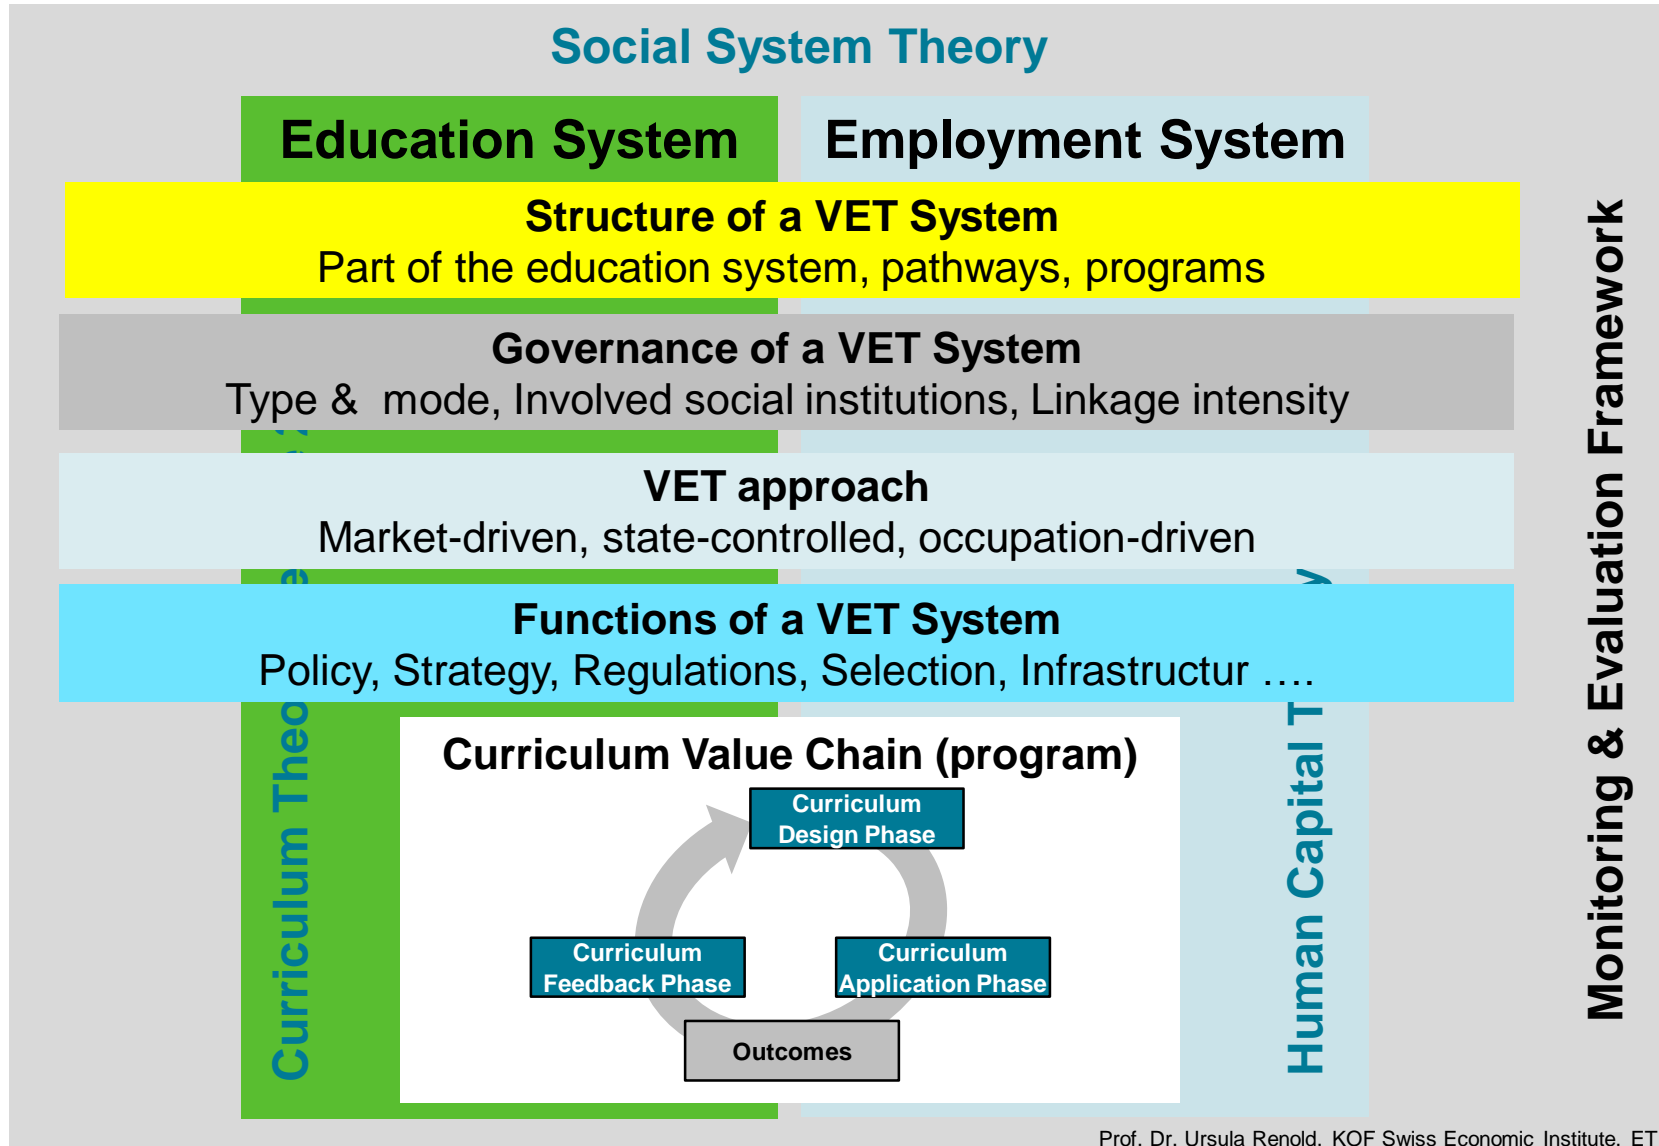 Social System Theory
Education System
Employment System
Structure of a VET System
Part of the education system, pathways, programs
Governance of a VET System
Type & mode, Involved social institutions, Linkage intensity
VET approach
Market-driven, state-controlled, occupation-driven
Functions of a VET System
Policy, Strategy, Regulations, Selection, Infrastructur ….
Curriculum Value Chain (program)
Curriculum
Design Phase
Curriculum
Feedback Phase
Curriculum
Application Phase
Outcomes
Curriculum
Human Capital
Monitoring & Evaluation Framework
Prof. Dr. Ursula Renold, KOF Swiss Economic Institute, ET